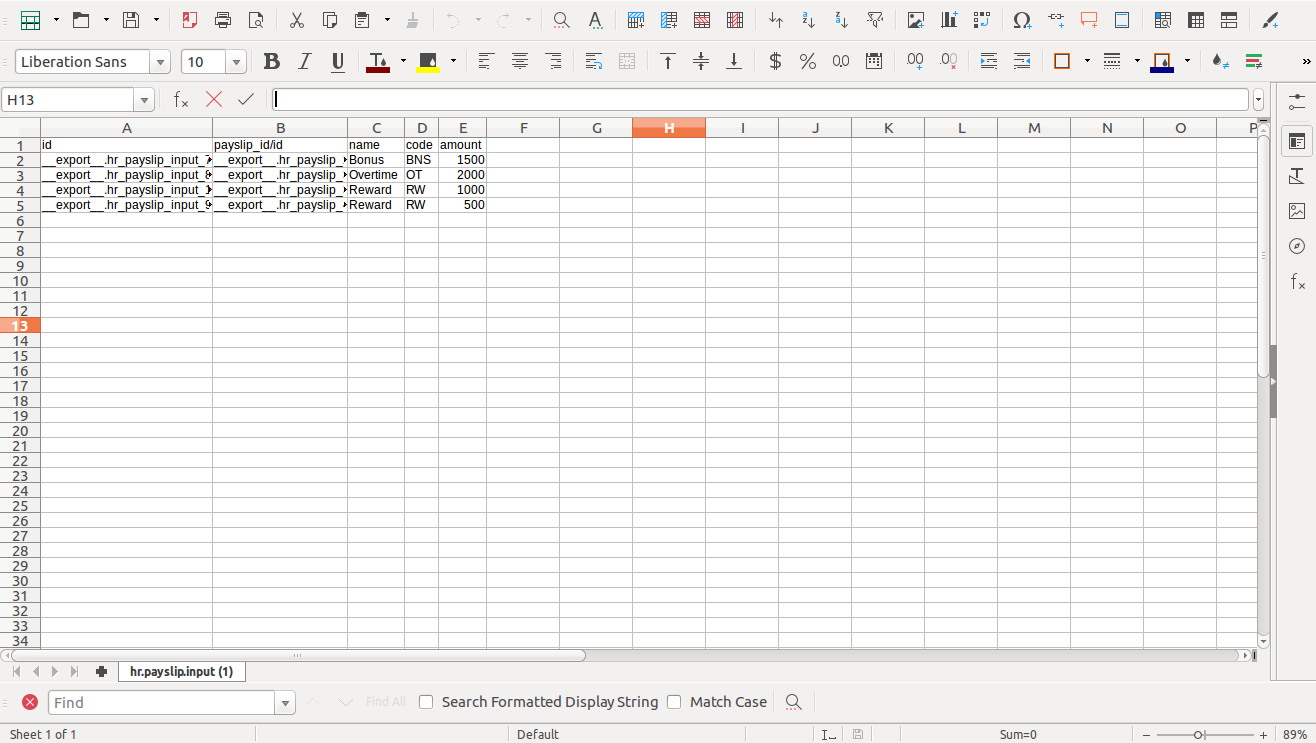 Liberation Sans 10
H13
A B C D E F G H I J K L M N O P
1 id payslip_id/id name code amount
2 __export__.hr_payslip_input_7 __export__.hr_payslip_ Bonus BNS 1500
3 __export__.hr_payslip_input_ __export__.hr_payslip_ Overtime OT 2000
4 __export__.hr_payslip_input_ __export__.hr_payslip_ Reward RW 1000
5 __export__.hr_payslip_input_9 __export__.hr_payslip_ Reward RW 500
6
7
8
9
10
11
12
13
14
15
16
17
18
19
20
21
22
23
24
25
26
27
28
29
30
31
32
33
34
hr.payslip.input (1)
Find Find All Search Formatted Display String Match Case
Sheet 1 of 1 Default Sum=0 89%